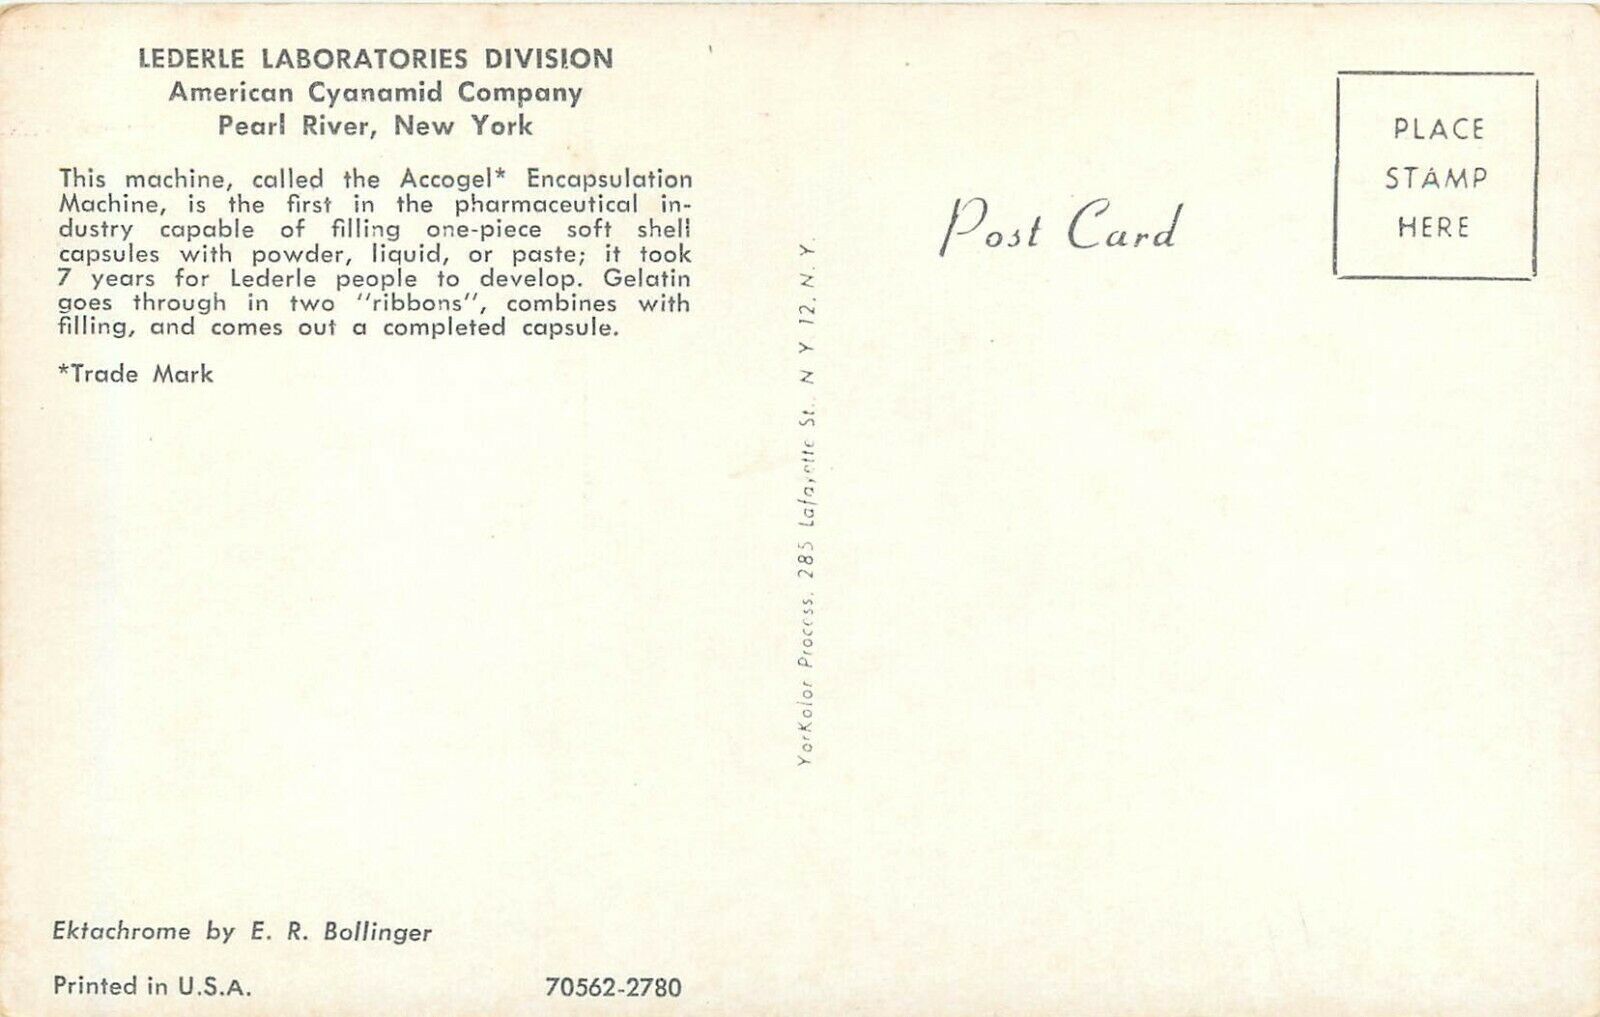 LEDERLE LABORATORIES DIVISION
American Cyanamid Company
Pearl River, New York
This machine, called the Accogel* Encapsulation
Machine, is the first in the pharmaceutical in-
dustry capable of filling one-piece soft shell
capsules with powder, liquid, or paste; it took
7 years for Lederle people to develop. Gelatin
goes through in two "ribbons", combines with
filling, and comes out a completed capsule.
*Trade Mark
Ektachrome by E. R. Bollinger
Printed in U.S.A.
70562-2780
YorKolor Process, 285 Lafayette St., N Y 12, N. Y.
Post Card
PLACE
STAMP
HERE